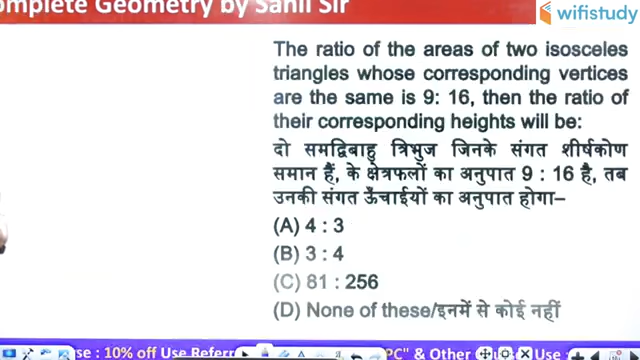 omplete Geometry by Sahil Sir
wifistudy
The ratio of the areas of two isosceles
triangles whose corresponding vertices
are the same is 9: 16, then the ratio of
their corresponding heights will be:
दो समद्विबाहु त्रिभुज जिनके संगत शीर्षकोण
समान हैं, के क्षेत्रफलों का अनुपात 9 : 16 है, तब
उनकी संगत ऊँचाईयों का अनुपात होगा–
(A) 4 : 3
(B) 3 : 4
(C) 81 : 256
(D) None of these/इनमें से कोई नहीं
se : 10% off Use Referr PC" & Other Use